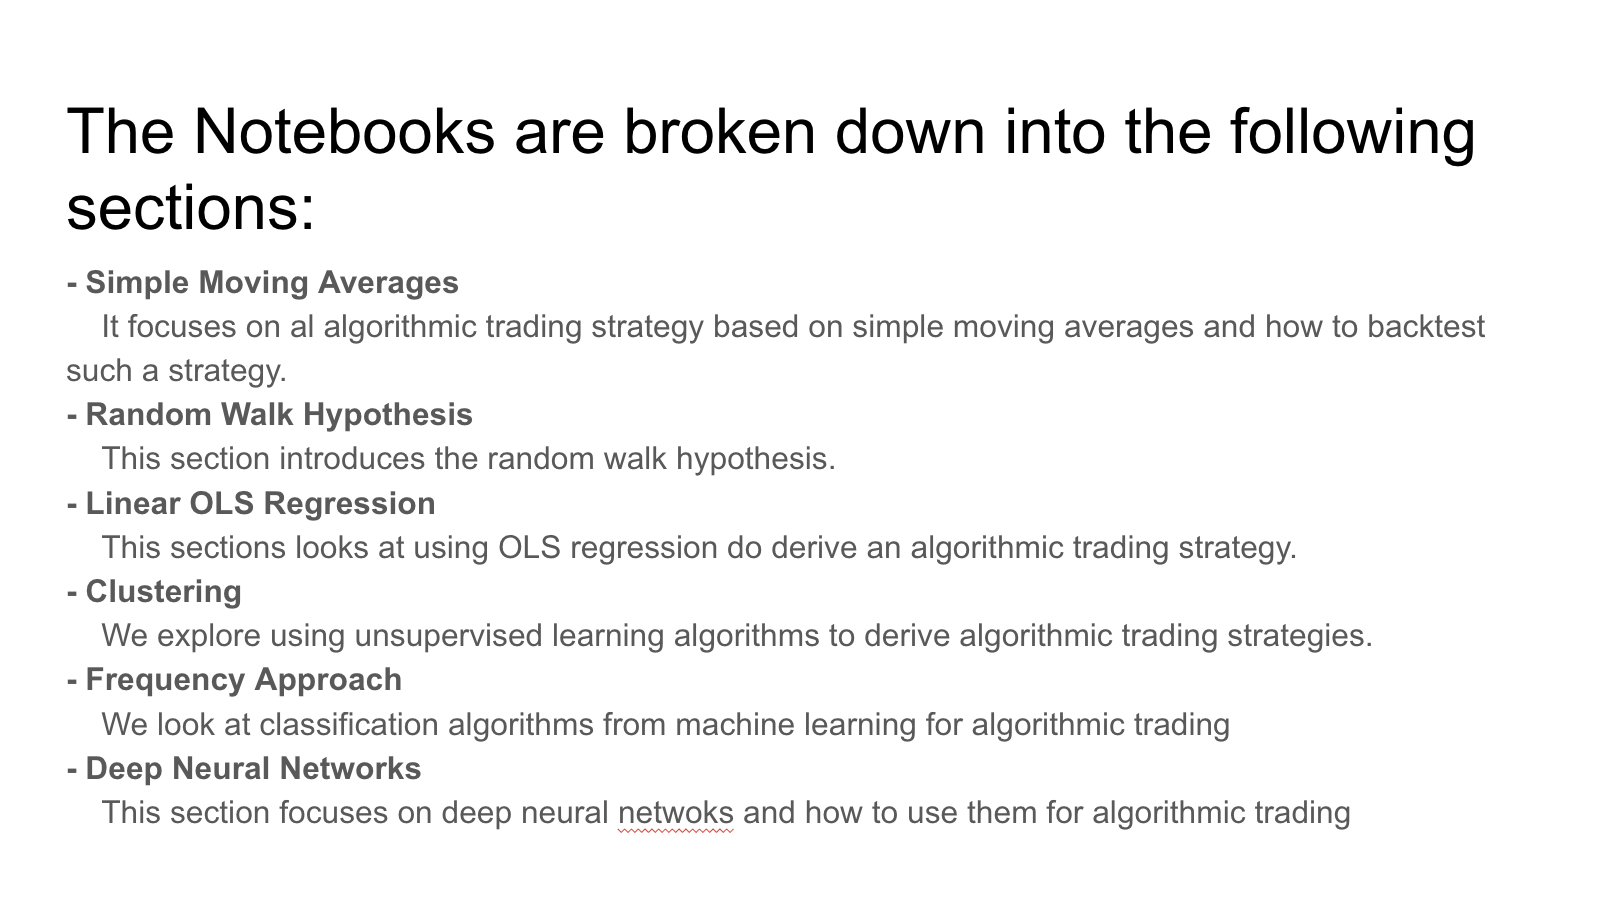 The Notebooks are broken down into the following
sections:
- Simple Moving Averages
It focuses on al algorithmic trading strategy based on simple moving averages and how to backtest
such a strategy.
- Random Walk Hypothesis
This section introduces the random walk hypothesis.
- Linear OLS Regression
This sections looks at using OLS regression do derive an algorithmic trading strategy.
- Clustering
We explore using unsupervised learning algorithms to derive algorithmic trading strategies.
- Frequency Approach
We look at classification algorithms from machine learning for algorithmic trading
- Deep Neural Networks
This section focuses on deep neural netwoks and how to use them for algorithmic trading